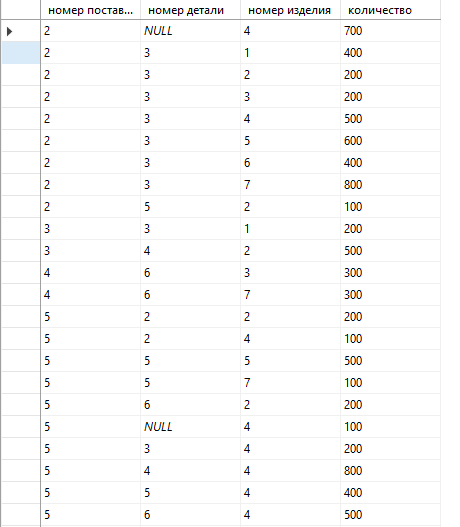 номер постав... номер детали номер изделия количество
2 NULL 4 700
2 3 1 400
2 3 2 200
2 3 3 200
2 3 4 500
2 3 5 600
2 3 6 400
2 3 7 800
2 5 2 100
3 3 1 200
3 4 2 500
4 6 3 300
4 6 7 300
5 2 2 200
5 2 4 100
5 5 5 500
5 5 7 100
5 6 2 200
5 NULL 4 100
5 3 4 200
5 4 4 800
5 5 4 400
5 6 4 500